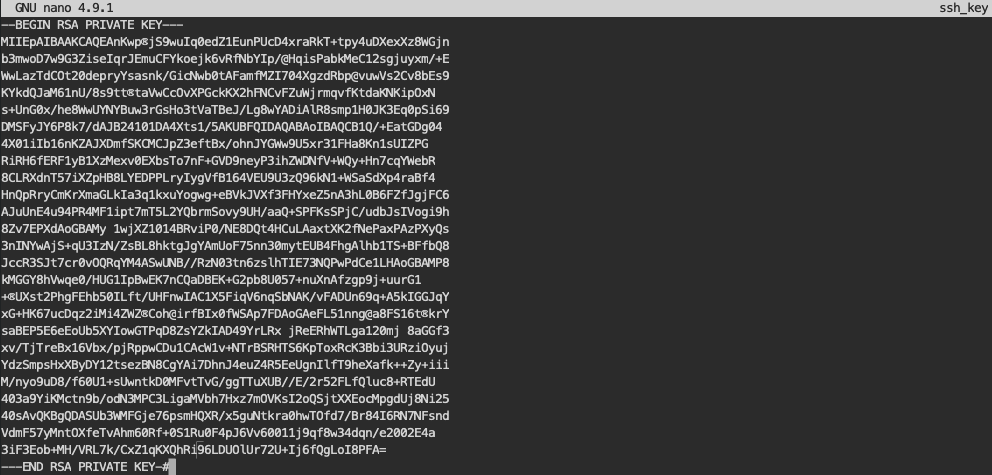 GNU nano 4.9.1 ssh_key
--BEGIN RSA PRIVATE KEY---
MIIEpAIBAAKCAQEAnKwp®jS9wuIq0edZ1EunPUcD4xraRkT+tpy4uDXexXz8WGjn
b3mwoD7w9G3ZiseIqrJEmuCFYkoejk6vRfNbYIp/@HqisPabkMeC12sgjuyxm/+E
WwLazTdCOt20depryYsasnk/GicNwb0tAFamfMZI704XgzdRbp@vuwVs2Cv8bEs9
KYkdQJaM61nU/8s9tt®taVwCcOvXPGckKX2hFNCvFZuWjrmqvfKtdaKNKipOxN
s+UnG0x/he8WwUYNYBuw3rGsHo3tVaTBeJ/Lg8wYADiAlR8smp1H0JK3Eq0pSi69
DMSFyJY6P8k7/dAJB24101DA4Xts1/5AKUBFQIDAQABAoIBAQCB1Q/+EatGDg04
4X01iIb16nKZAJXDmfSKCMCJpZ3eftBx/ohnJYGWw9U5xr31FHa8Kn1sUIZPG
RiRH6fERF1yB1XzMexv0EXbsTo7nF+GVD9neyP3ihZWDNfV+WQy+Hn7cqYWebR
8CLRXdnT57iXZpHB8LYEDPPLryIygVfB164VEU9U3zQ96kN1+WSaSdXp4raBf4
HnQpRryCmKrXmaGLkIa3q1kxuYogwg+eBVkJVXf3FHYxeZ5nA3hL0B6FZfJgjFC6
AJuUnE4u94PR4MF1ipt7mT5L2YQbrmSovy9UH/aaQ+SPFKsSPjC/udbJsIVogi9h
8Zv7EPXdAoGBAMy 1wjXZ1014BRviP0/NE8DQt4HCuLAaxtXK2fNePaxPAzPXyQs
3nINYwAjS+qU3IzN/ZsBL8hktgJgYAmUoF75nn30mytEUB4FhgAlhb1TS+BFfbQ8
JccR3SJt7cr0vOQRqYM4ASwUNB//RzN03tn6zslhTIE73NQPwPdCe1LHAoGBAMP8
kMGGY8hVwqe0/HUG1IpBwEK7nCQaDBEK+G2pb8U057+nuXnAfzgp9j+uurG1
+®UXst2PhgFEhb50ILft/UHFnwIAC1X5FiqV6nqSbNAK/vFADUn69q+A5kIGGJqY
xG+HK67ucDqz2iMi4ZWZ®Coh@irfBIx0fWSAp7FDAoGAeFL51nng@a8FS16t®krY
saBEP5E6eEoUb5XYIowGTPqD8ZsYZkIAD49YrLRx jReERhWTLga120mj 8aGGf3
xv/TjTreBx16Vbx/pjRppwCDu1CAcW1v+NTrBSRHTS6KpToxRcK3Bbi3URziOyuj
YdzSmpsHxXByDY12tsezBN8CgYAi7DhnJ4euZ4R5EeUgnIlfT9heXafk++Zy+iii
M/nyo9uD8/f60U1+sUwntkD0MFvtTvG/ggTTuXUB//E/2r52FLfQluc8+RTEdU
403a9YiKMctn9b/odN3MPC3LigaMVbh7Hxz7mOVKsI2oQSjtXXEocMpgdUj8Ni25
40sAvQKBgQDASUb3WMFGje76psmHQXR/x5guNtkra0hwTOfd7/Br84I6RN7NFsnd
VdmF57yMntOXfeTvAhm60Rf+0S1Ru0F4pJ6Vv60011j9qf8w34dqn/e2002E4a
3iF3Eob+MH/VRL7k/CxZ1qKXQhRi96LDUOlUr72U+Ij6fQgLoI8PFA=
---END RSA PRIVATE KEY-#